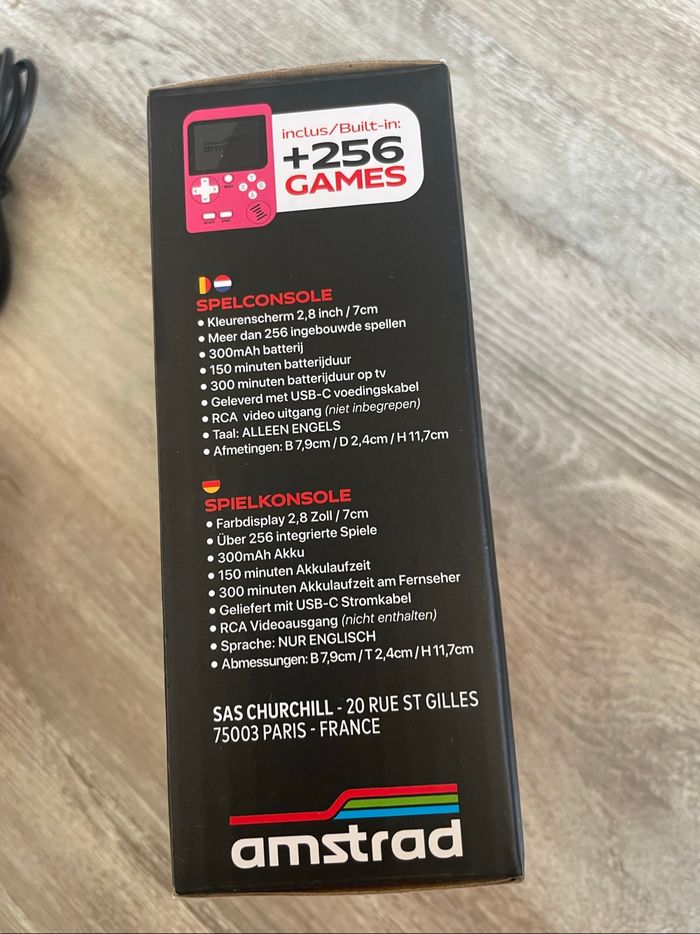 inclus/Built-in:
+256
GAMES
SPELCONSOLE
• Kleurenscherm 2,8 inch / 7cm
• Meer dan 256 ingebouwde spellen
• 300mAh batterij
• 150 minuten batterijduur
• 300 minuten batterijduur op tv
• Geleverd met USB-C voedingskabel
• RCA video uitgang (niet inbegrepen)
• Taal: ALLEEN ENGELS
• Afmetingen: B 7,9cm / D 2,4cm / H 11,7cm
SPIELKONSOLE
• Farbdisplay 2,8 Zoll / 7cm
• Über 256 integrierte Spiele
• 300mAh Akku
• 150 minuten Akkulaufzeit
• 300 minuten Akkulaufzeit am Fernseher
• Geliefert mit USB-C Stromkabel
• RCA Videoausgang (nicht enthalten)
• Sprache: NUR ENGLISCH
• Abmessungen: B 7,9cm / T 2,4cm / H 11,7cm
SAS CHURCHILL - 20 RUE ST GILLES
75003 PARIS - FRANCE
amstrad